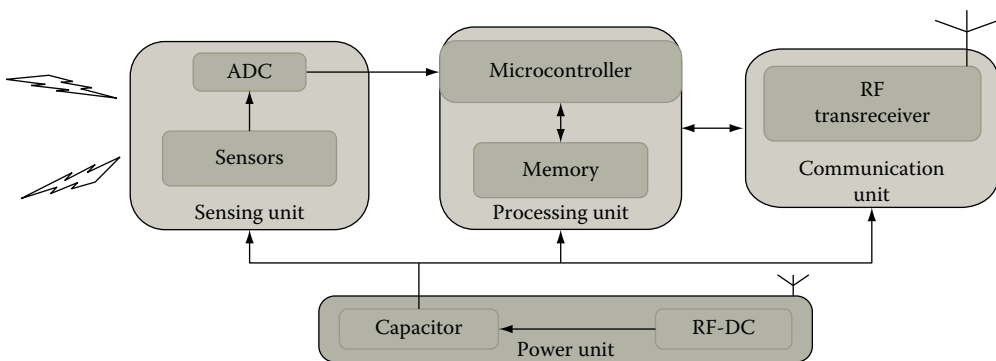 ADC
Sensors
Sensing unit
Microcontroller
Memory
Processing unit
RF
transreceiver
Communication
unit
Capacitor
RF-DC
Power unit